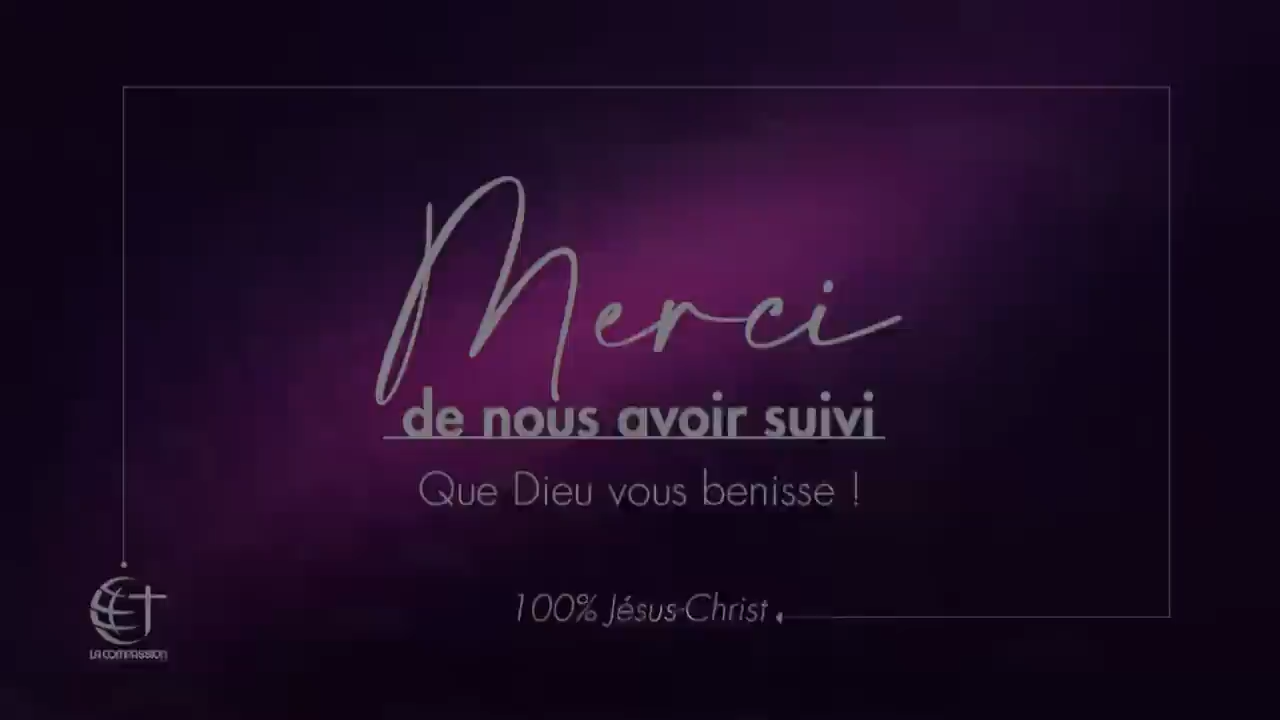 Merci
de nous avoir suivi
Que Dieu vous benisse !
100% Jésus-Christ
LA COMPASSION